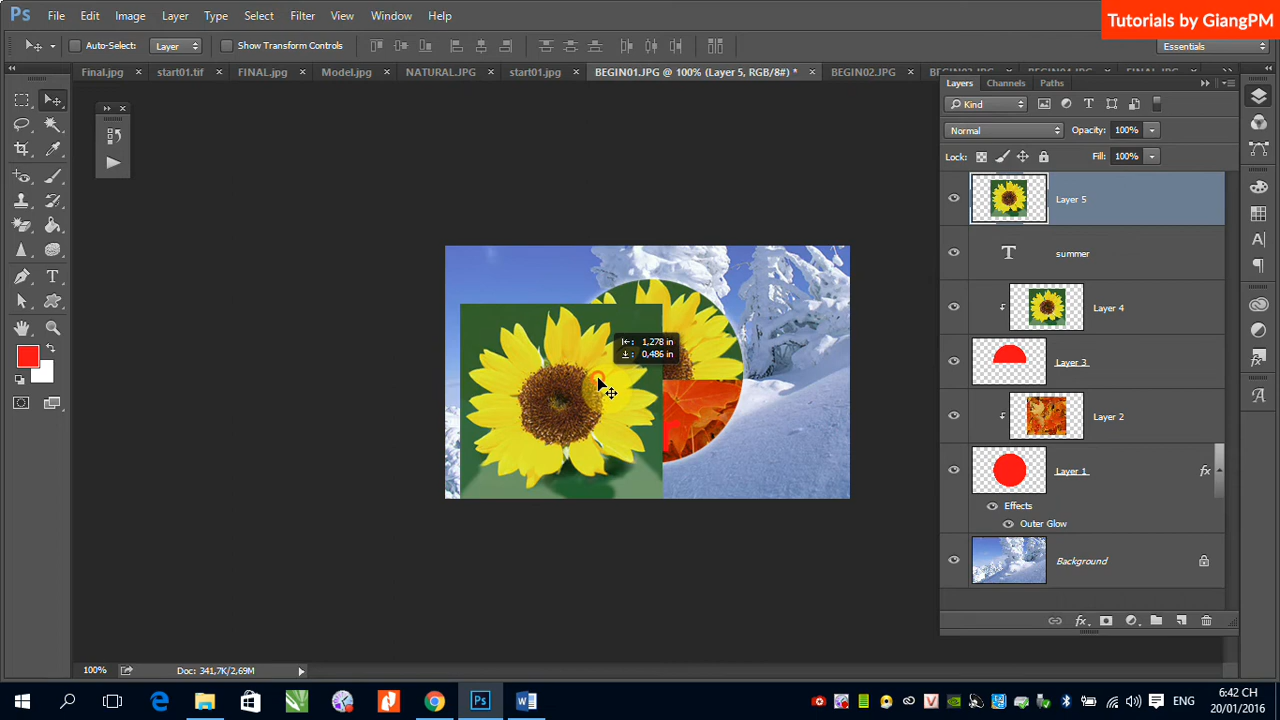 Tutorials by GiangPM
Ps File Edit Image Layer Type Select Filter View Window Help
Auto-Select: Layer Show Transform Controls
Essentials
Final.jpg × start01.tif × FINAL.jpg × Model.jpg × NATURAL.JPG × start01.jpg × BEGIN01.JPG @ 100% (Layer 5, RGB/8#) * × BEGIN02.JPG ×
Layers Channels Paths
Kind
Normal Opacity: 100%
Lock: Fill: 100%
Layer 5
T summer
Layer 4
1,278 in
0,486 in
Layer 3
Layer 2
Layer 1 fx
Effects
Outer Glow
Background
100% Doc: 341,7K/2,69M
ENG
6:42 CH
20/01/2016